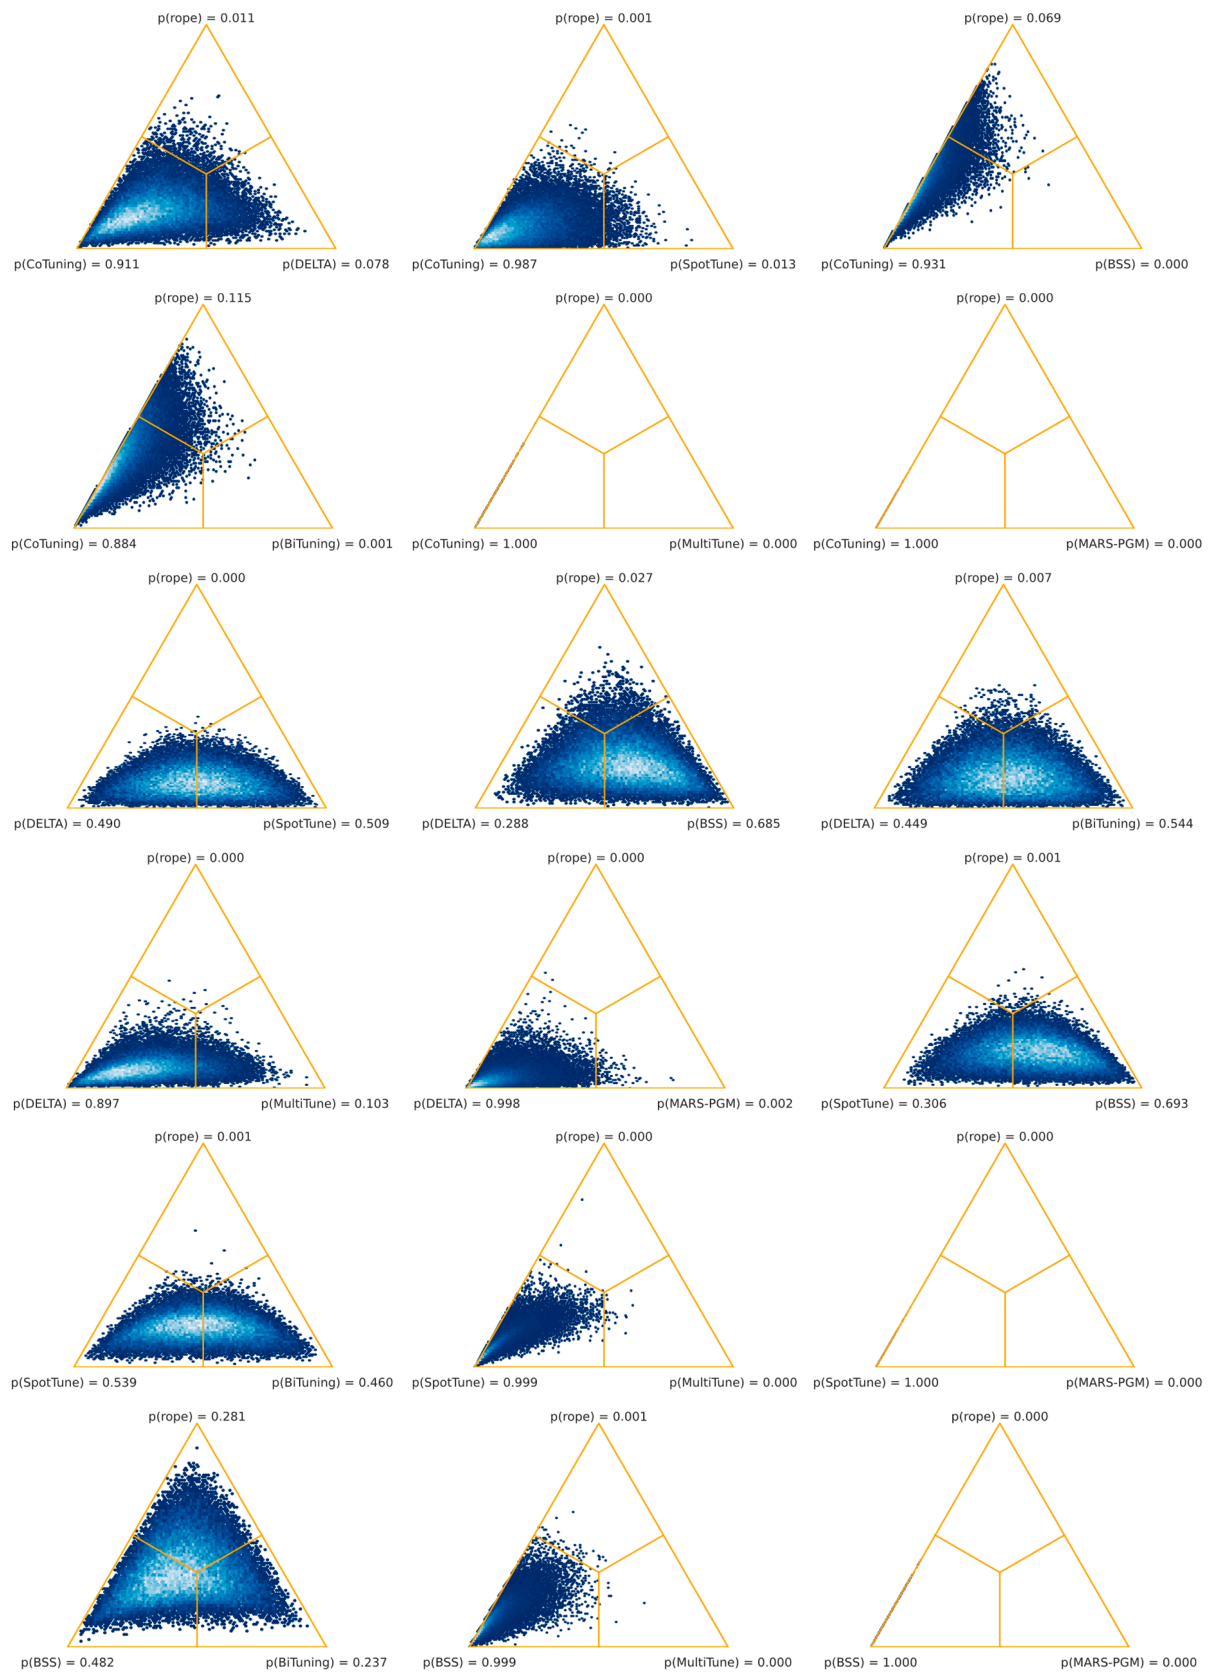 p(rope) = 0.011
p(CoTuning) = 0.911 p(DELTA) = 0.078
p(rope) = 0.001
p(CoTuning) = 0.987 p(SpotTune) = 0.013
p(rope) = 0.069
p(CoTuning) = 0.931 p(BSS) = 0.000
p(rope) = 0.115
p(CoTuning) = 0.884 p(BiTuning) = 0.001
p(rope) = 0.000
p(CoTuning) = 1.000 p(MultiTune) = 0.000
p(rope) = 0.000
p(CoTuning) = 1.000 p(MARS-PGM) = 0.000
p(rope) = 0.000
p(DELTA) = 0.490 p(SpotTune) = 0.509
p(rope) = 0.027
p(DELTA) = 0.288 p(BSS) = 0.685
p(rope) = 0.007
p(DELTA) = 0.449 p(BiTuning) = 0.544
p(rope) = 0.000
p(DELTA) = 0.897 p(MultiTune) = 0.103
p(rope) = 0.000
p(DELTA) = 0.998 p(MARS-PGM) = 0.002
p(rope) = 0.001
p(SpotTune) = 0.306 p(BSS) = 0.693
p(rope) = 0.001
p(SpotTune) = 0.539 p(BiTuning) = 0.460
p(rope) = 0.000
p(SpotTune) = 0.999 p(MultiTune) = 0.000
p(rope) = 0.000
p(SpotTune) = 1.000 p(MARS-PGM) = 0.000
p(rope) = 0.281
p(BSS) = 0.482 p(BiTuning) = 0.237
p(rope) = 0.001
p(BSS) = 0.999 p(MultiTune) = 0.000
p(rope) = 0.000
p(BSS) = 1.000 p(MARS-PGM) = 0.000